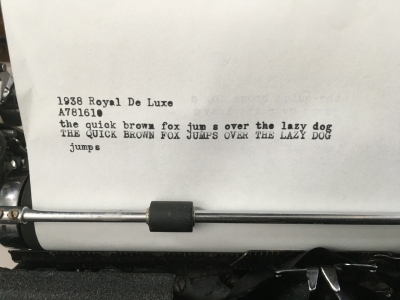 1938 Royal De Luxe
A781610
the quick brown fox jum s over the lazy dog
THE QUICK BROWN FOX JUMPS OVER THE LAZY DOG
jumps